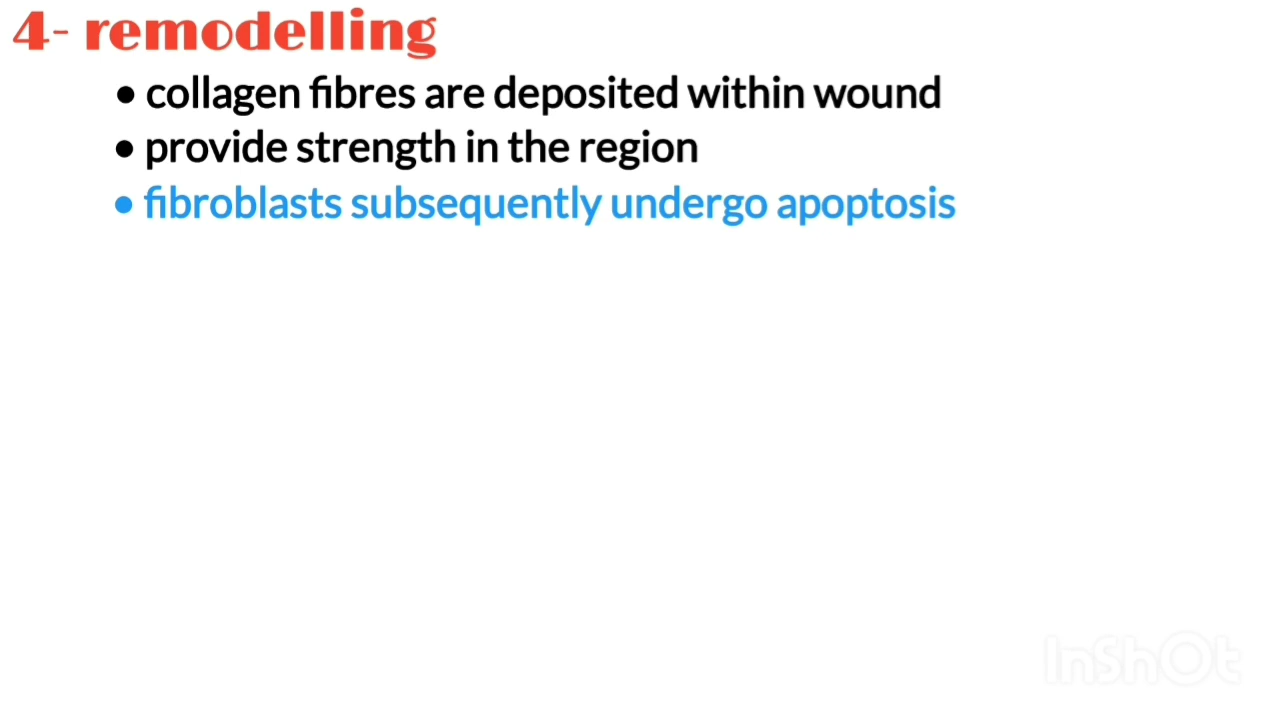 4- remodelling
• collagen fibres are deposited within wound
• provide strength in the region
• fibroblasts subsequently undergo apoptosis
InShOt